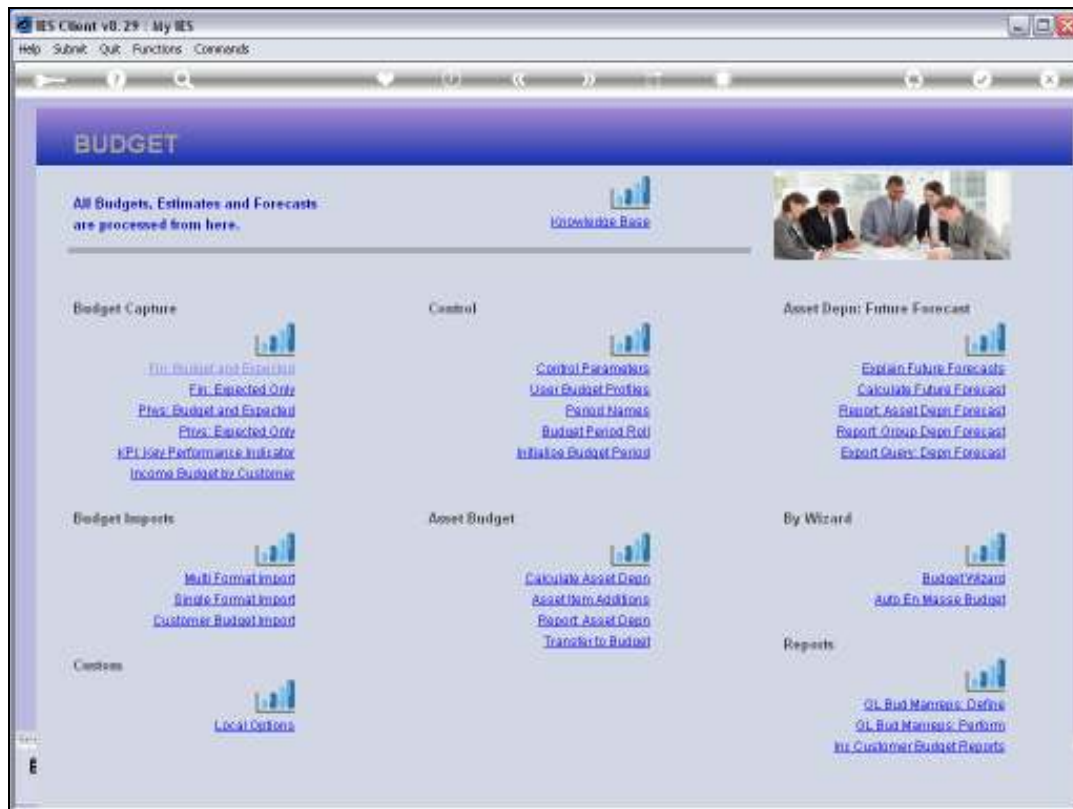 IES Client v8.29 : My IES
Help Submit Quit Functions Commands
BUDGET
All Budgets, Estimates and Forecasts
are processed from here.
Knowledge Base
Budget Capture
Fin: Budget and Expected
Fin: Expected Only
Phys: Budget and Expected
Phys: Expected Only
KPI: Key Performance Indicator
Income Budget by Customer
Control
Control Parameters
User Budget Profiles
Period Names
Budget Period Roll
Initialise Budget Period
Asset Depn: Future Forecast
Explain Future Forecasts
Calculate Future Forecast
Report: Asset Depn Forecast
Report: Group Depn Forecast
Export Query: Depn Forecast
Budget Imports
Multi Format Import
Single Format Import
Customer Budget Import
Asset Budget
Calculate Asset Depn
Asset Item Additions
Report Asset Depn
Transfer to Budget
By Wizard
Budget Wizard
Auto En Masse Budget
Custom
Local Options
Reports
GL Bud Manreps: Define
GL Bud Manreps: Perform
Customer Budget Reports